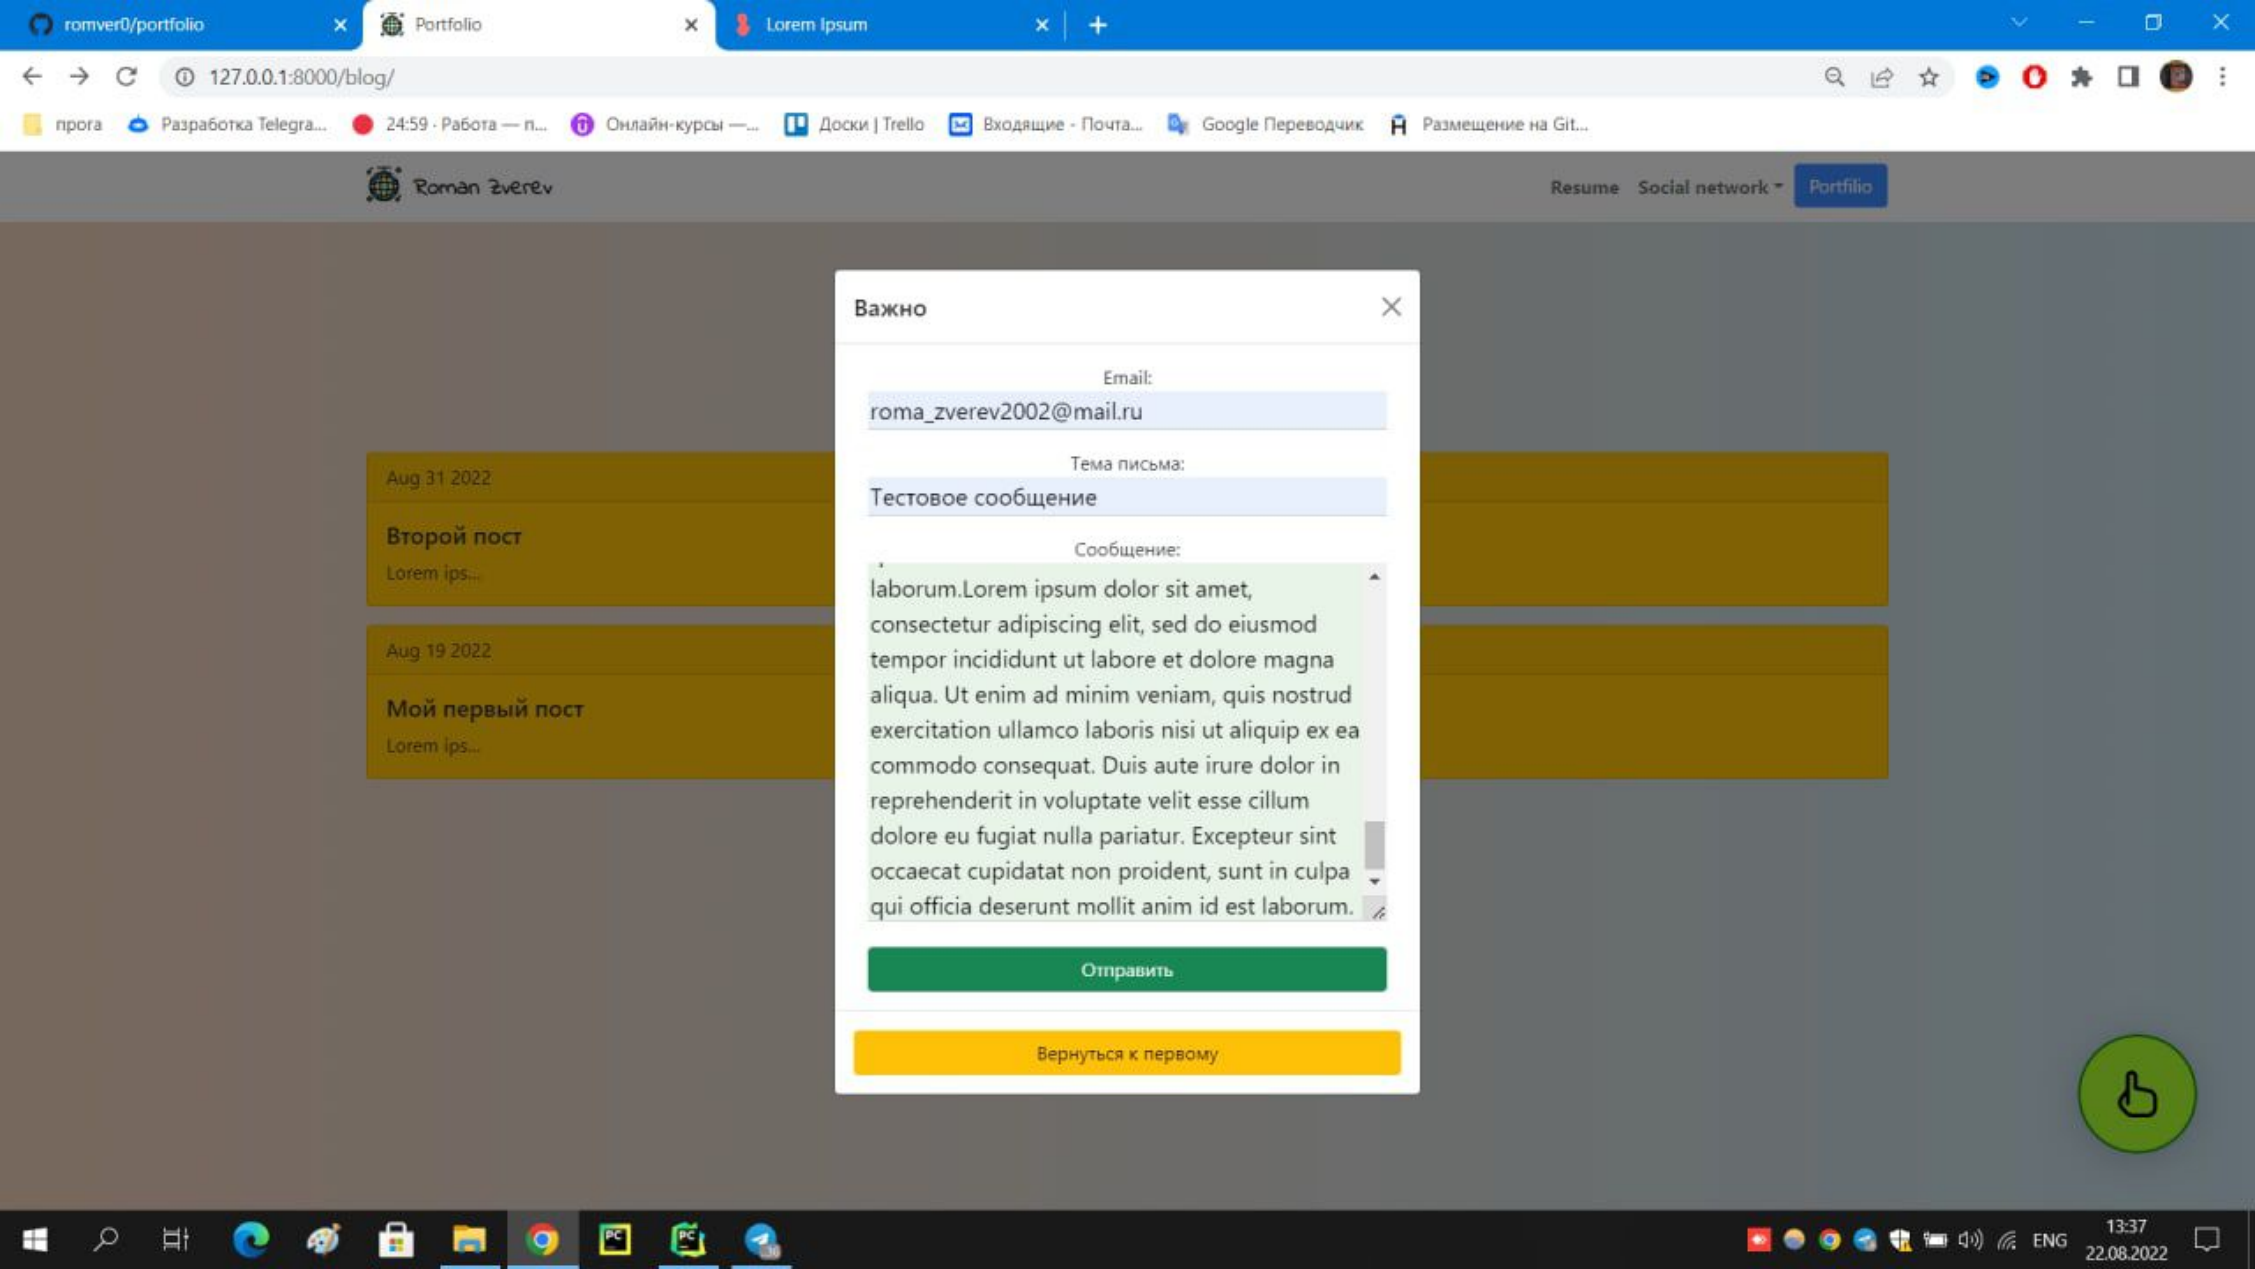 romver0/portfolio
Portfolio
Lorem Ipsum
127.0.0.1:8000/blog/
прога
Разработка Telegra...
24:59 - Работа — п...
Онлайн-курсы —...
Доски | Trello
Входящие - Почта...
Google Переводчик
Размещение на Git...
Roman Zverev
Resume
Social network
Portfilio
Важно
Email:
roma_zverev2002@mail.ru
Тема письма:
Тестовое сообщение
Сообщение:
laborum.Lorem ipsum dolor sit amet,
consectetur adipiscing elit, sed do eiusmod
tempor incididunt ut labore et dolore magna
aliqua. Ut enim ad minim veniam, quis nostrud
exercitation ullamco laboris nisi ut aliquip ex ea
commodo consequat. Duis aute irure dolor in
reprehenderit in voluptate velit esse cillum
dolore eu fugiat nulla pariatur. Excepteur sint
occaecat cupidatat non proident, sunt in culpa
qui officia deserunt mollit anim id est laborum.
Отправить
Вернуться к первому
Aug 31 2022
Второй пост
Lorem ips...
Aug 19 2022
Мой первый пост
Lorem ips...
PC
PC
ENG
13:37
22.08.2022